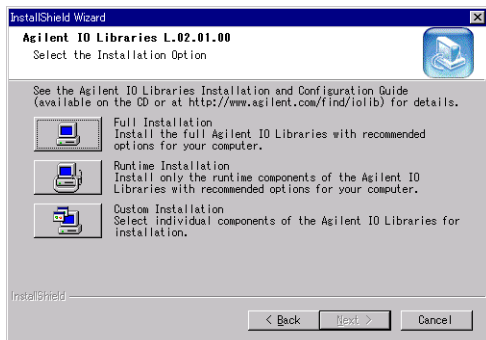 InstallShield Wizard
Agilent IO Libraries L.02.01.00
Select the Installation Option
See the Agilent IO Libraries Installation and Configuration Guide
(available on the CD or at http://www.agilent.com/find/iolib) for details.
Full Installation
Install the full Agilent IO Libraries with recommended
options for your computer.
Runtime Installation
Install only the runtime components of the Agilent IO
Libraries with recommended options for your computer.
Custom Installation
Select individual components of the Agilent IO Libraries for
installation.
InstallShield
< Back Next > Cancel